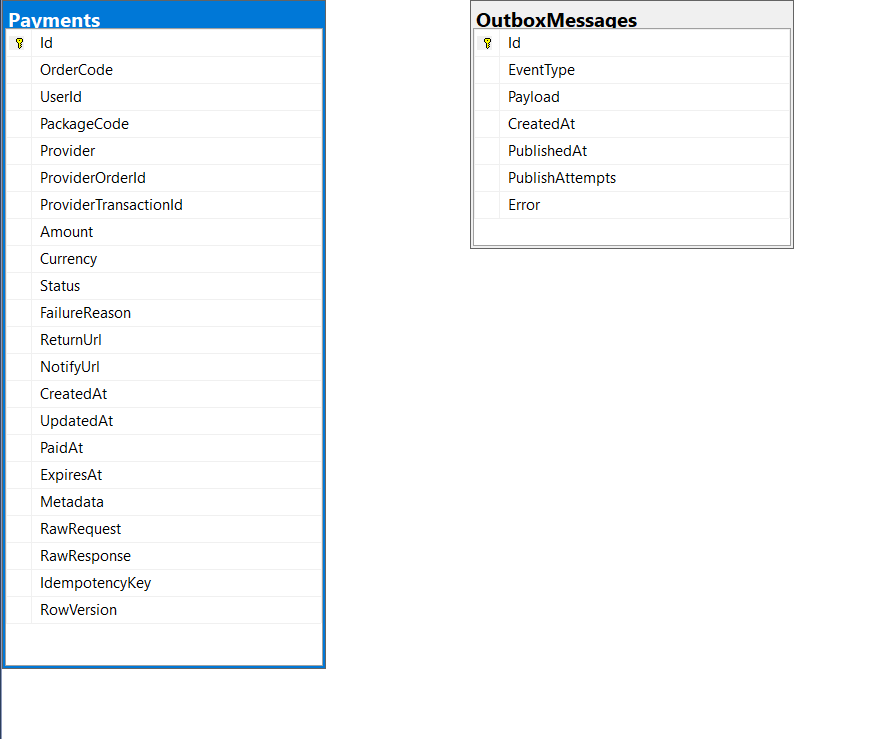 Payments
Id
OrderCode
UserId
PackageCode
Provider
ProviderOrderId
ProviderTransactionId
Amount
Currency
Status
FailureReason
ReturnUrl
NotifyUrl
CreatedAt
UpdatedAt
PaidAt
ExpiresAt
Metadata
RawRequest
RawResponse
IdempotencyKey
RowVersion
OutboxMessages
Id
EventType
Payload
CreatedAt
PublishedAt
PublishAttempts
Error